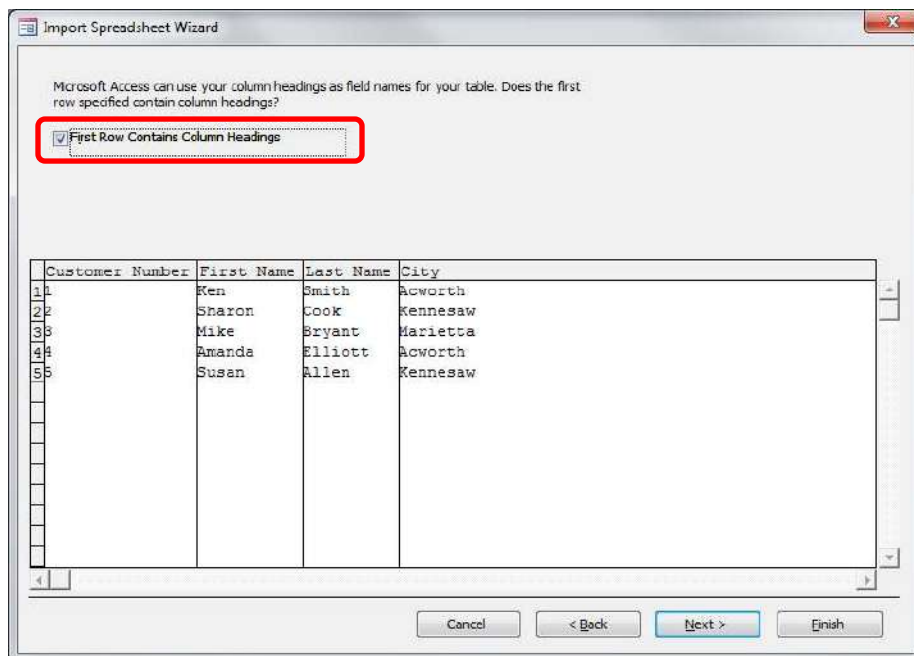 Import Spreadsheet Wizard
Microsoft Access can use your column headings as field names for your table. Does the first
row specified contain column headings?
First Row Contains Column Headings
Customer Number First Name Last Name City
1 1 Ken Smith Acworth
2 2 Sharon Cook Kennesaw
3 3 Mike Bryant Marietta
4 4 Amanda Elliott Acworth
5 5 Susan Allen Kennesaw
Cancel < Back Next > Finish